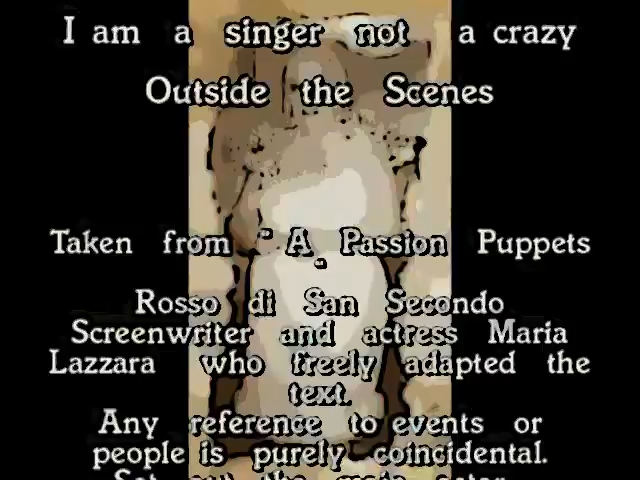 I am a singer not a crazy
Outside the Scenes
Taken from " A Passion Puppets
"
Rosso di San Secondo
Screenwriter and actress Maria
Lazzara who freely adapted the
text.
Any reference to events or
people is purely coincidental.